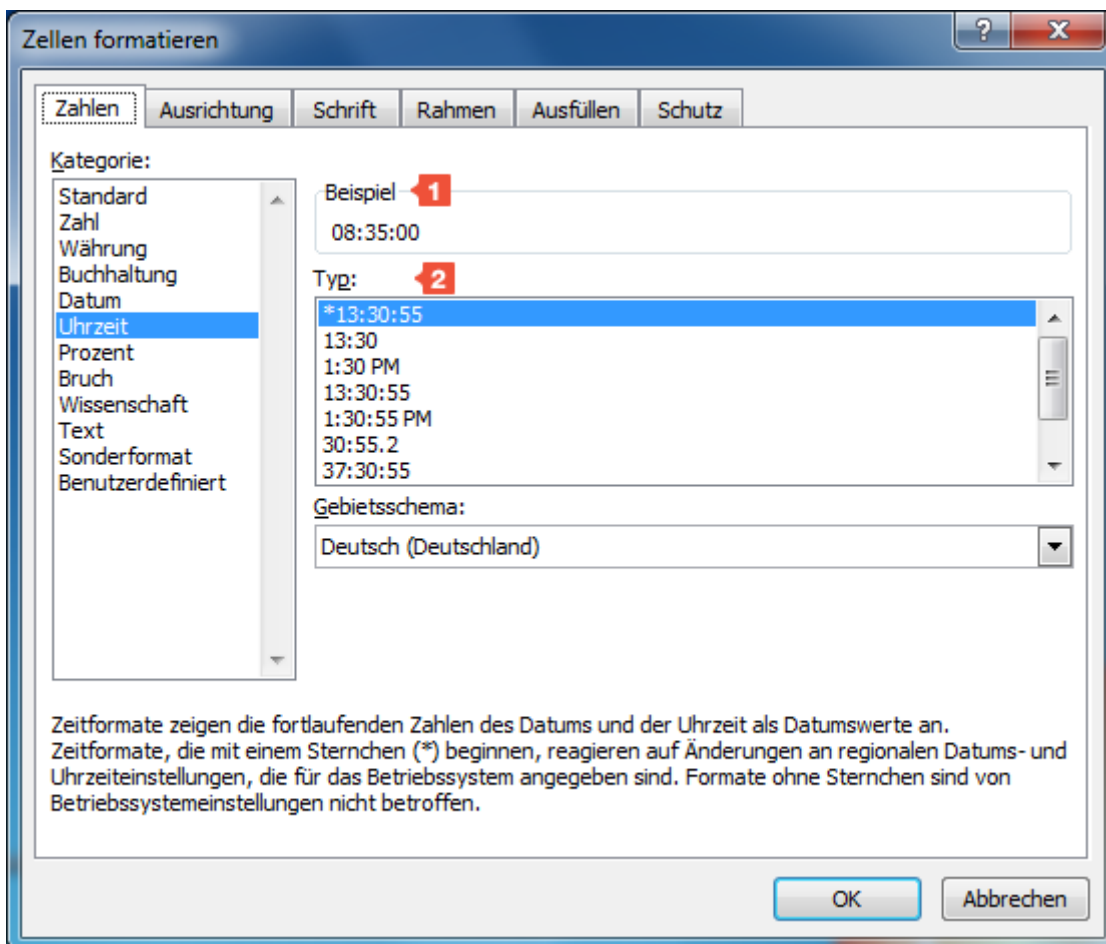 Zellen formatieren
?
X
Zahlen
Ausrichtung
Schrift
Rahmen
Ausfüllen
Schutz
Kategorie:
Standard
Zahl
Währung
Buchhaltung
Datum
Uhrzeit
Prozent
Bruch
Wissenschaft
Text
Sonderformat
Benutzerdefiniert
Beispiel 1
08:35:00
Typ: 2
*13:30:55
13:30
1:30 PM
13:30:55
1:30:55 PM
30:55.2
37:30:55
Gebietsschema:
Deutsch (Deutschland)
Zeitformate zeigen die fortlaufenden Zahlen des Datums und der Uhrzeit als Datumswerte an.
Zeitformate, die mit einem Sternchen (*) beginnen, reagieren auf Änderungen an regionalen Datums- und
Uhrzeiteinstellungen, die für das Betriebssystem angegeben sind. Formate ohne Sternchen sind von
Betriebssystemeinstellungen nicht betroffen.
OK
Abbrechen